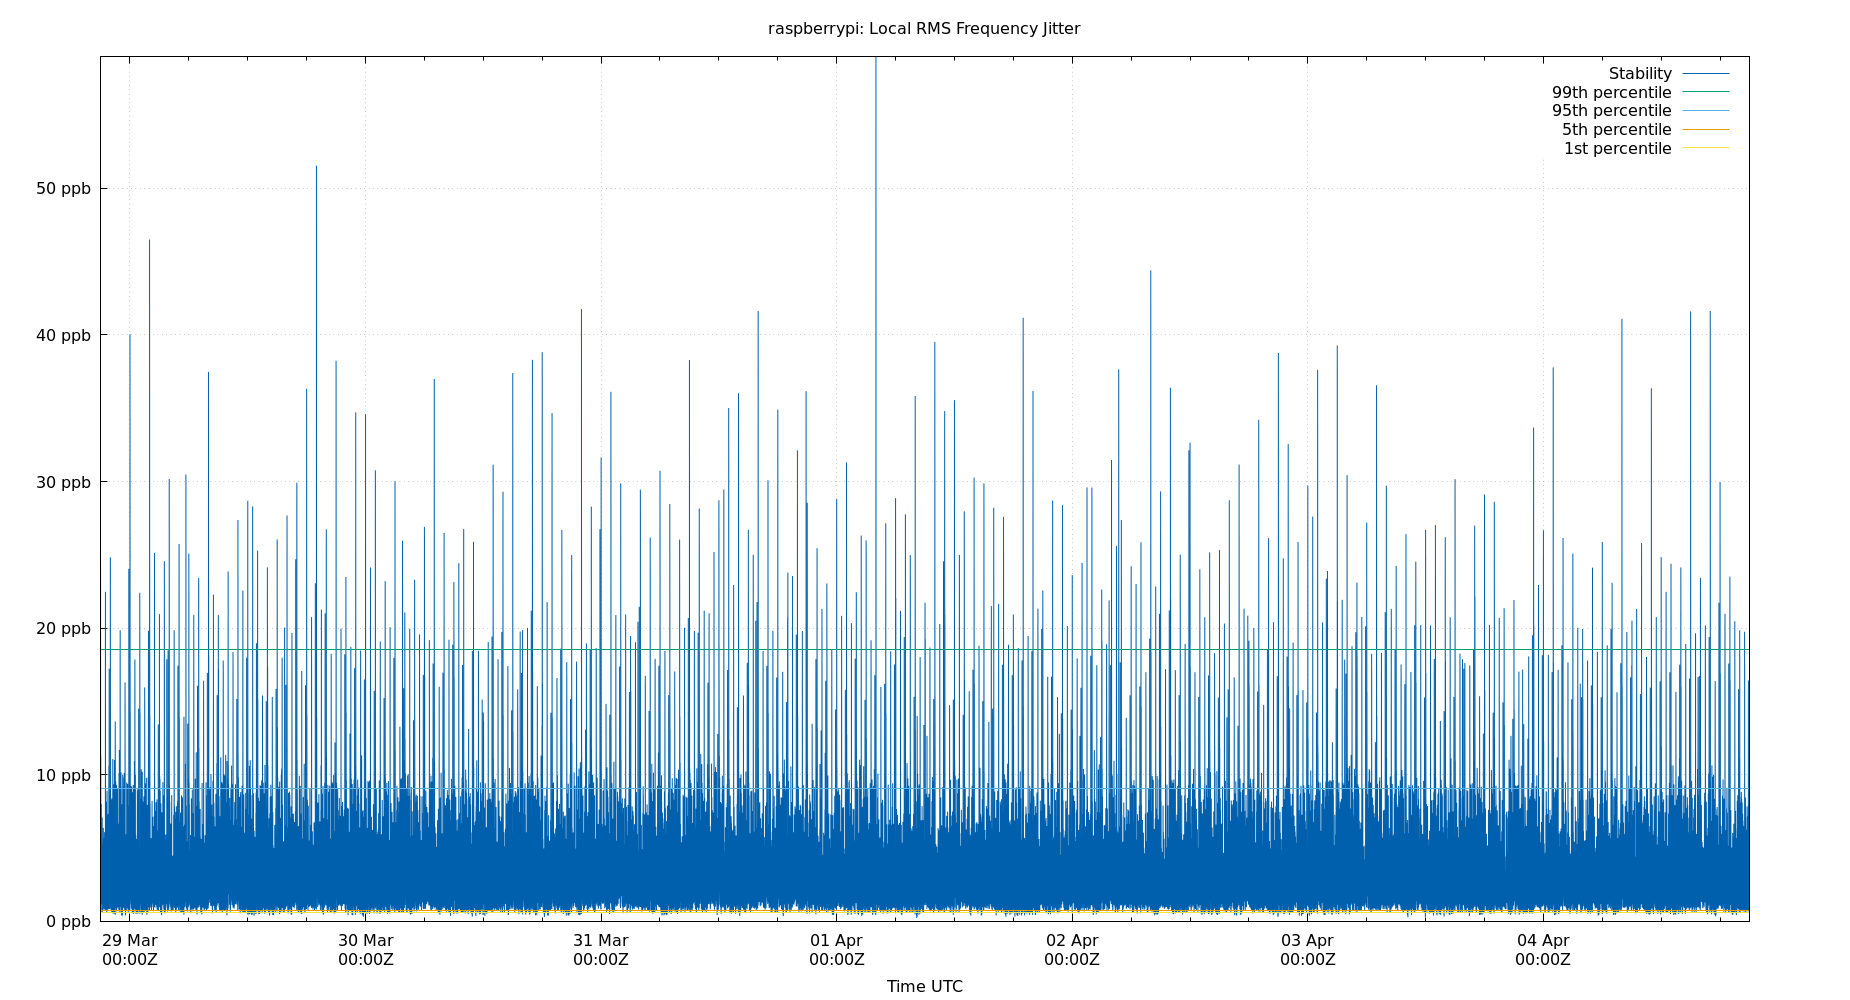 raspberrypi: Local RMS Frequency Jitter
Stability
99th percentile
95th percentile
5th percentile
1st percentile
50 ppb
40 ppb
30 ppb
20 ppb
10 ppb
0 ppb
29 Mar 30 Mar 31 Mar 01 Apr 02 Apr 03 Apr 04 Apr
00:00Z 00:00Z 00:00Z 00:00Z 00:00Z 00:00Z 00:00Z
Time UTC